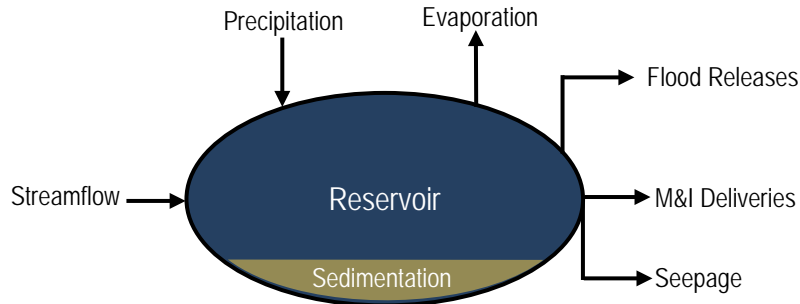 Precipitation
Evaporation
Flood Releases
Streamflow
Reservoir
M&I Deliveries
Sedimentation
Seepage